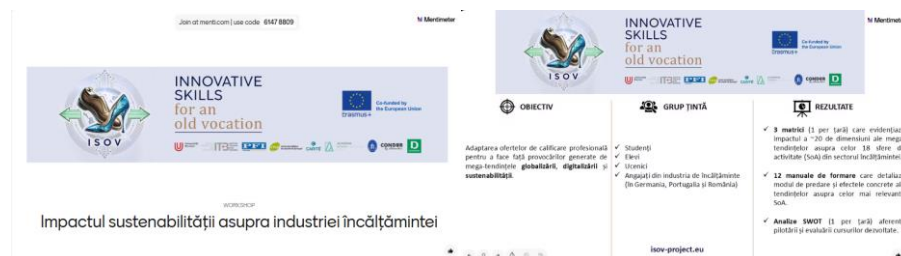 Join at menti.com | use code 6147 8809
Mentimeter
INNOVATIVE
SKILLS
for an
old vocation
ISOV
Erasmus+
Co-funded by
the European Union
CONDER
WORKSHOP
Impactul sustenabilității asupra industriei încălțămintei
Mentimet
INNOVATIVE
SKILLS
for an
old vocation
ISOV
Erasmus+
Co-funded by
the European Union
CONDER
OBIECTIV
Adaptarea ofertelor de calificare profesională
pentru a face față provocărilor generate de
mega-tendințele globalizării, digitalizării și
sustenabilității.
GRUP ȚINTĂ
✓ Studenți
✓ Elevi
✓ Ucenici
✓ Angajați din industria de încălțăminte
(în Germania, Portugalia și România)
isov-project.eu
REZULTATE
✓ 3 matrici (1 per țară) care evidențiaz
impactul a ~20 de dimensiuni ale mega
tendințelor asupra celor 18 sfere d
activitate (SoA) din sectorul încălțămintei
✓ 12 manuale de formare care detaliaz
modul de predare și efectele concrete al
tendințelor asupra celor mai relevant
SoA.
✓ Analize SWOT (1 per țară) aferent
pilotării și evaluării cursurilor dezvoltate.